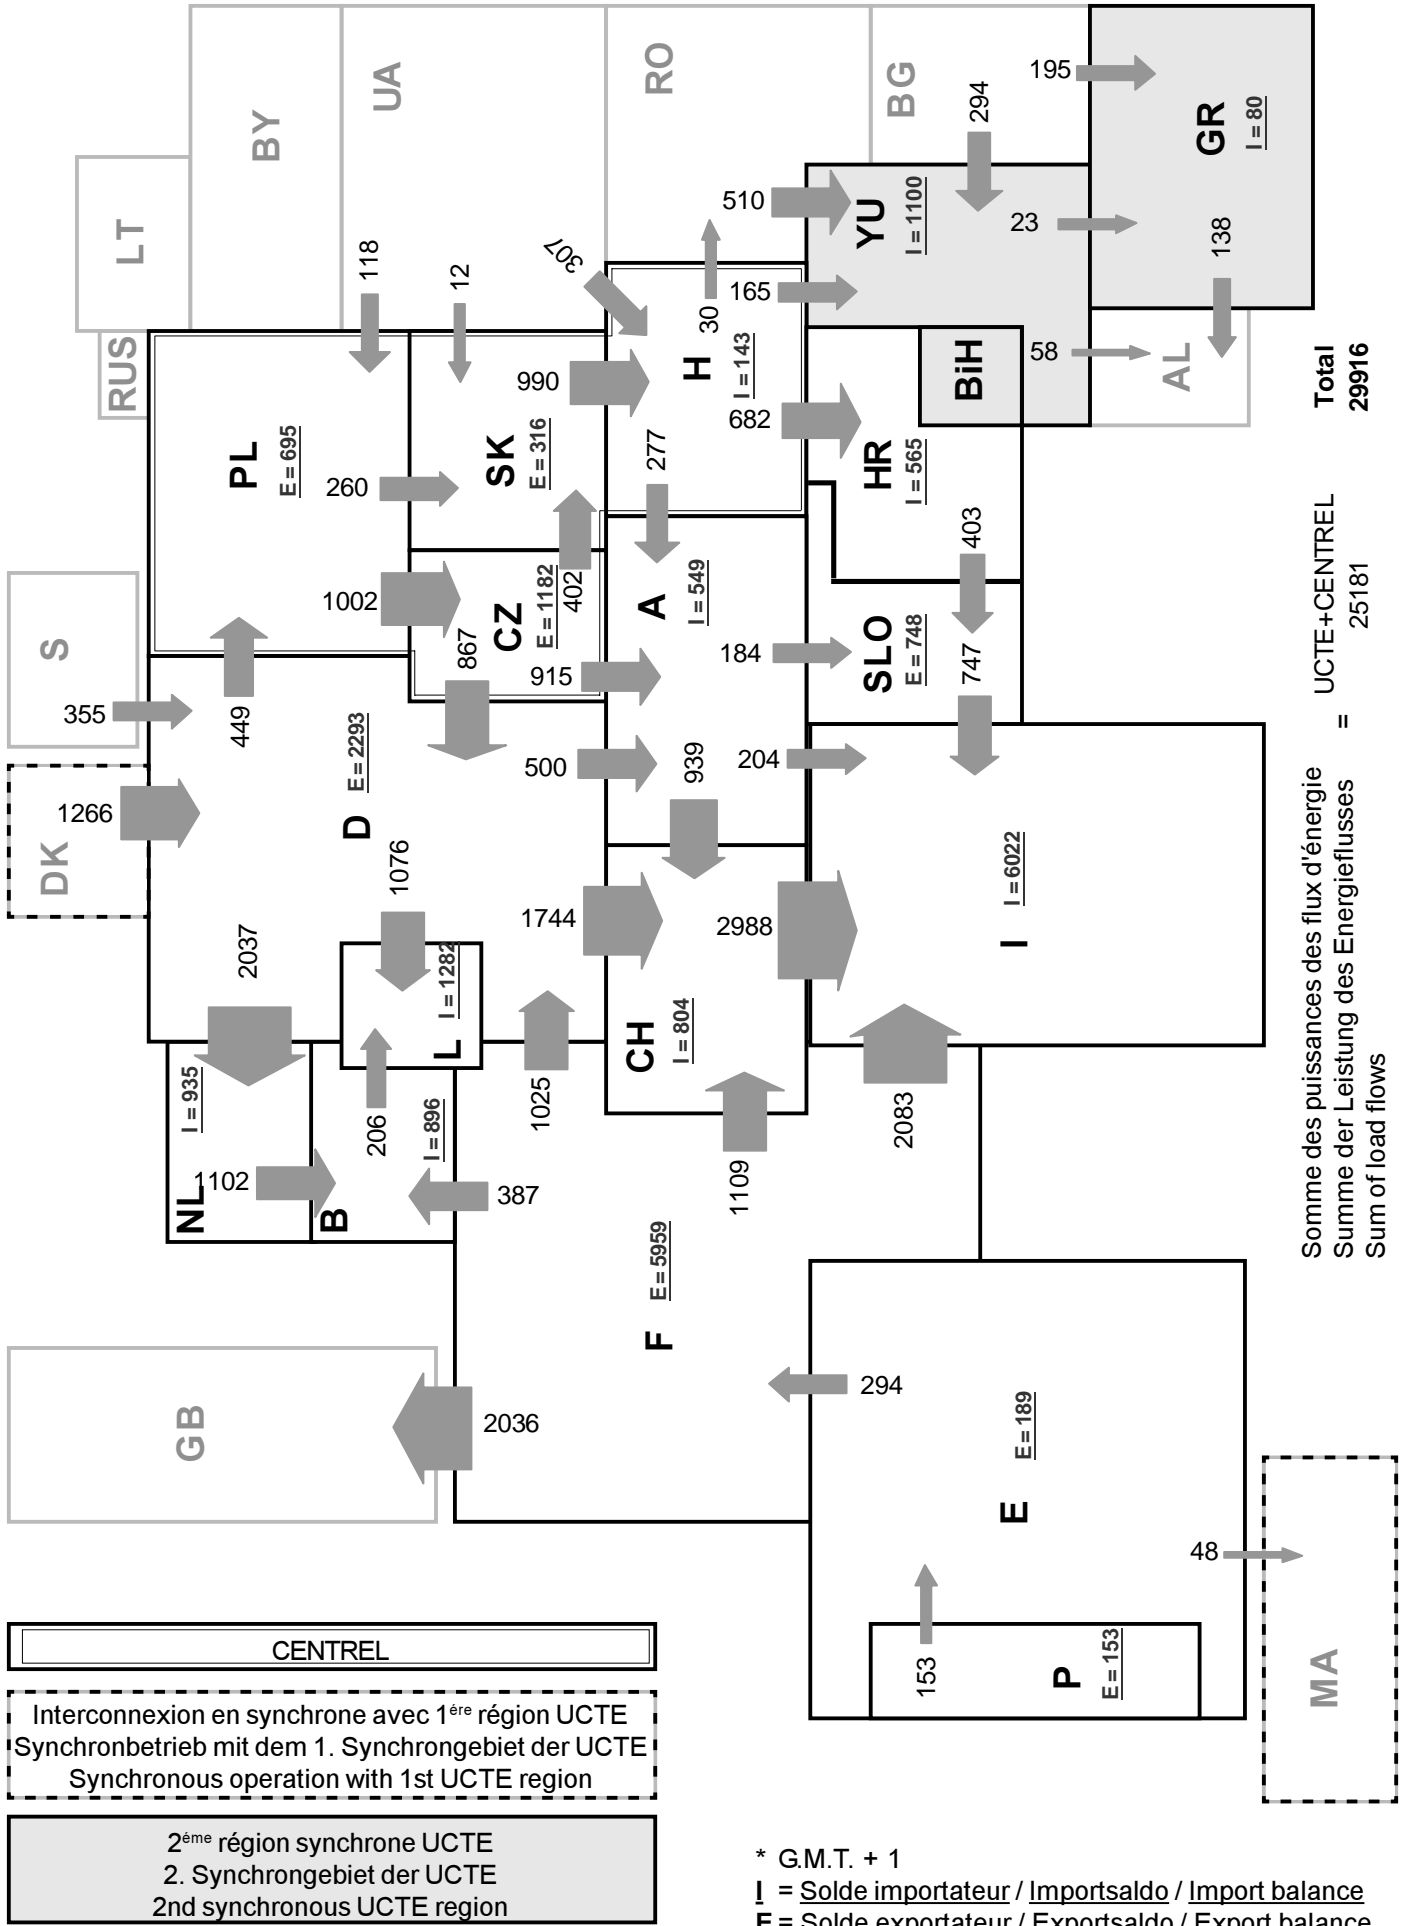 BY
UA
RO
BG
195
GR
I = 80
LT
294
118
12
307
510
YU
I = 1100
23
138
RUS
30
165
PL
E = 695
260
SK
E = 316
990
H
I = 143
277
682
HR
I = 565
BiH
58
AL
Total
29916
S
355
449
1002
CZ
E = 1182
402
867
915
A
I = 549
184
SLO
E = 748
403
747
UCTE+CENTREL
25181
=
DK
1266
D
E = 2293
500
939
204
1076
2037
1744
2988
I
I = 6022
L
I = 1282
CH
I = 804
NL
I = 935
1102
B
206
I = 896
387
1025
1109
2083
Somme des puissances des flux d'énergie
Summe der Leistung des Energieflusses
Sum of load flows
GB
2036
F
E = 5959
294
E
E = 189
48
MA
153
P
E = 153
CENTREL
Interconnexion en synchrone avec 1ére région UCTE
Synchronbetrieb mit dem 1. Synchrongebiet der UCTE
Synchronous operation with 1st UCTE region
2éme région synchrone UCTE
2. Synchrongebiet der UCTE
2nd synchronous UCTE region
* G.M.T. + 1
I = Solde importateur / Importsaldo / Import balance
E = Solde exportateur / Exportsaldo / Export balance